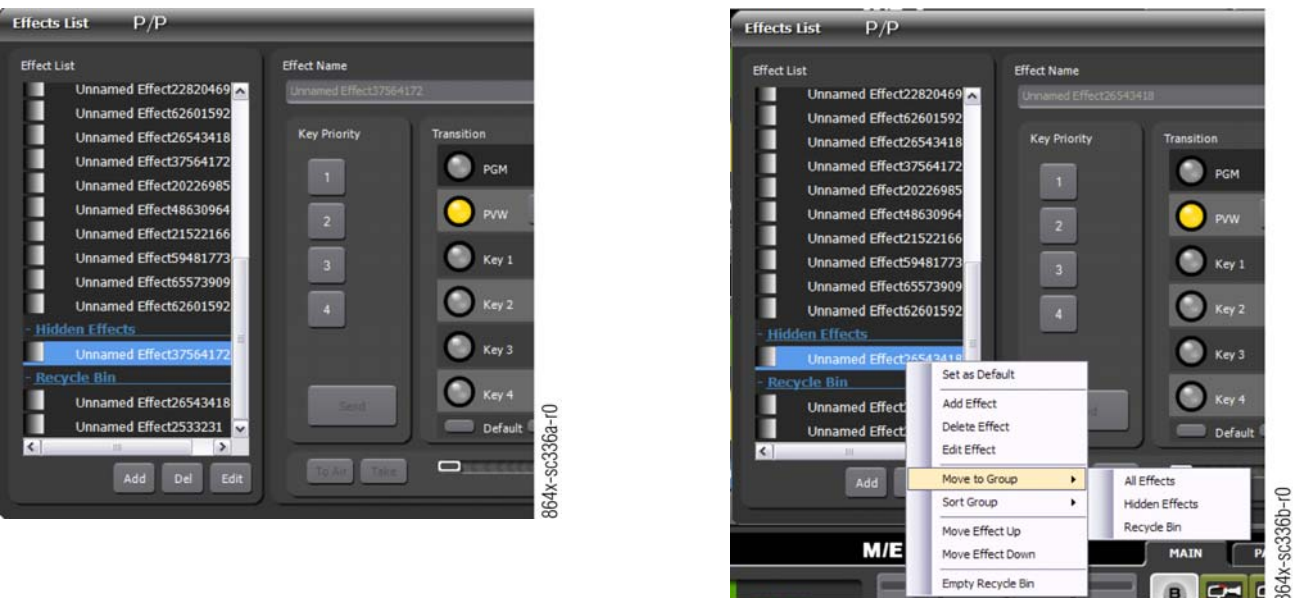 Effects List P/P
Effect List
Unnamed Effect22820469
Unnamed Effect62601592
Unnamed Effect26543418
Unnamed Effect37564172
Unnamed Effect20226985
Unnamed Effect48630964
Unnamed Effect21522166
Unnamed Effect59481773
Unnamed Effect65573909
Unnamed Effect62601592
- Hidden Effects
Unnamed Effect37564172
- Recycle Bin
Unnamed Effect26543418
Unnamed Effect2533231
Add Del Edit
Effect Name
Unnamed Effect37564172
Key Priority
1
2
3
4
Send
To Air Take
Transition
PGM
PVW
Key 1
Key 2
Key 3
Key 4
Default
864x-sc336a-r0
Effects List P/P
Effect List
Unnamed Effect22820469
Unnamed Effect62601592
Unnamed Effect26543418
Unnamed Effect37564172
Unnamed Effect20226985
Unnamed Effect48630964
Unnamed Effect21522166
Unnamed Effect59481773
Unnamed Effect65573909
Unnamed Effect62601592
- Hidden Effects
Unnamed Effect26543418
- Recycle Bin
Unnamed Effect
Unnamed Effect
Add
Effect Name
Unnamed Effect26543418
Key Priority
1
2
3
4
Transition
PGM
PVW
Key 1
Key 2
Key 3
Key 4
Default
Set as Default
Add Effect
Delete Effect
Edit Effect
Move to Group
Sort Group
Move Effect Up
Move Effect Down
Empty Recycle Bin
All Effects
Hidden Effects
Recycle Bin
M/E
MAIN
B
864x-sc336b-r0